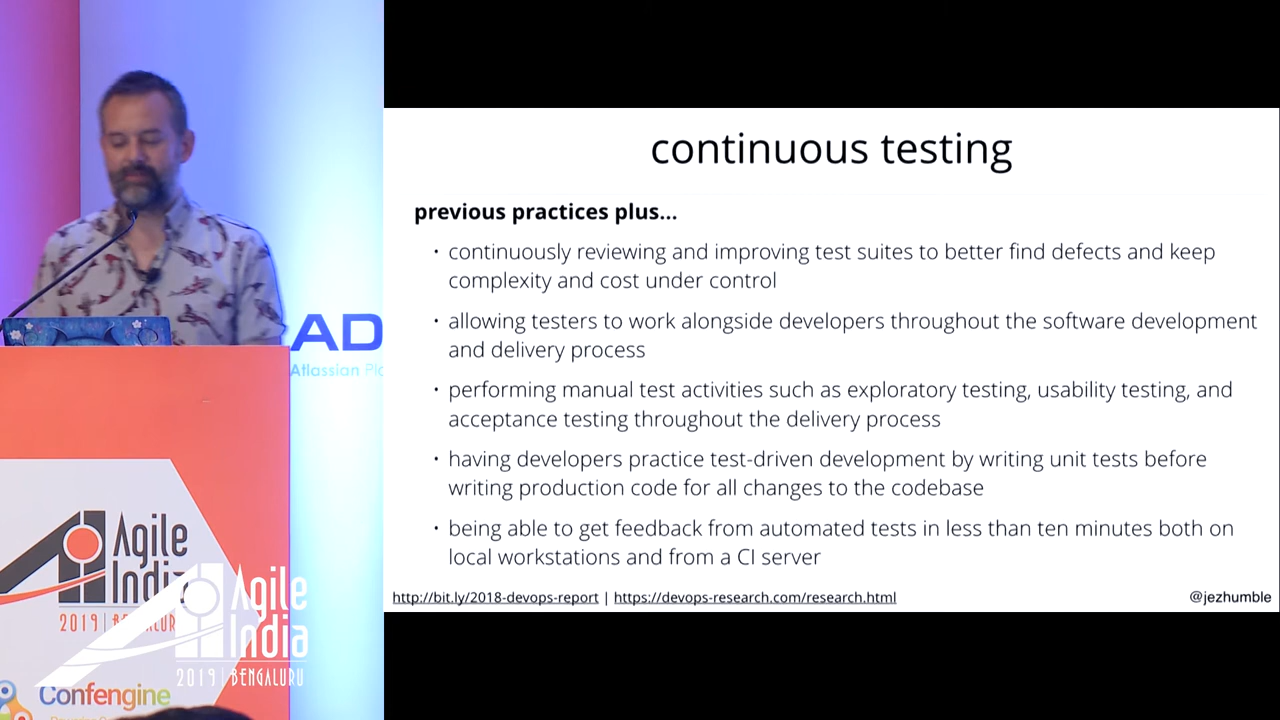 continuous testing
previous practices plus...
• continuously reviewing and improving test suites to better find defects and keep
complexity and cost under control
• allowing testers to work alongside developers throughout the software development
and delivery process
• performing manual test activities such as exploratory testing, usability testing, and
acceptance testing throughout the delivery process
• having developers practice test-driven development by writing unit tests before
writing production code for all changes to the codebase
• being able to get feedback from automated tests in less than ten minutes both on
local workstations and from a CI server
http://bit.ly/2018-devops-report | https://devops-research.com/research.html
@jezhumble
AD
Atlassian
Agile
India
2019
Agile
India
2019 | BENGALURU
Confengine